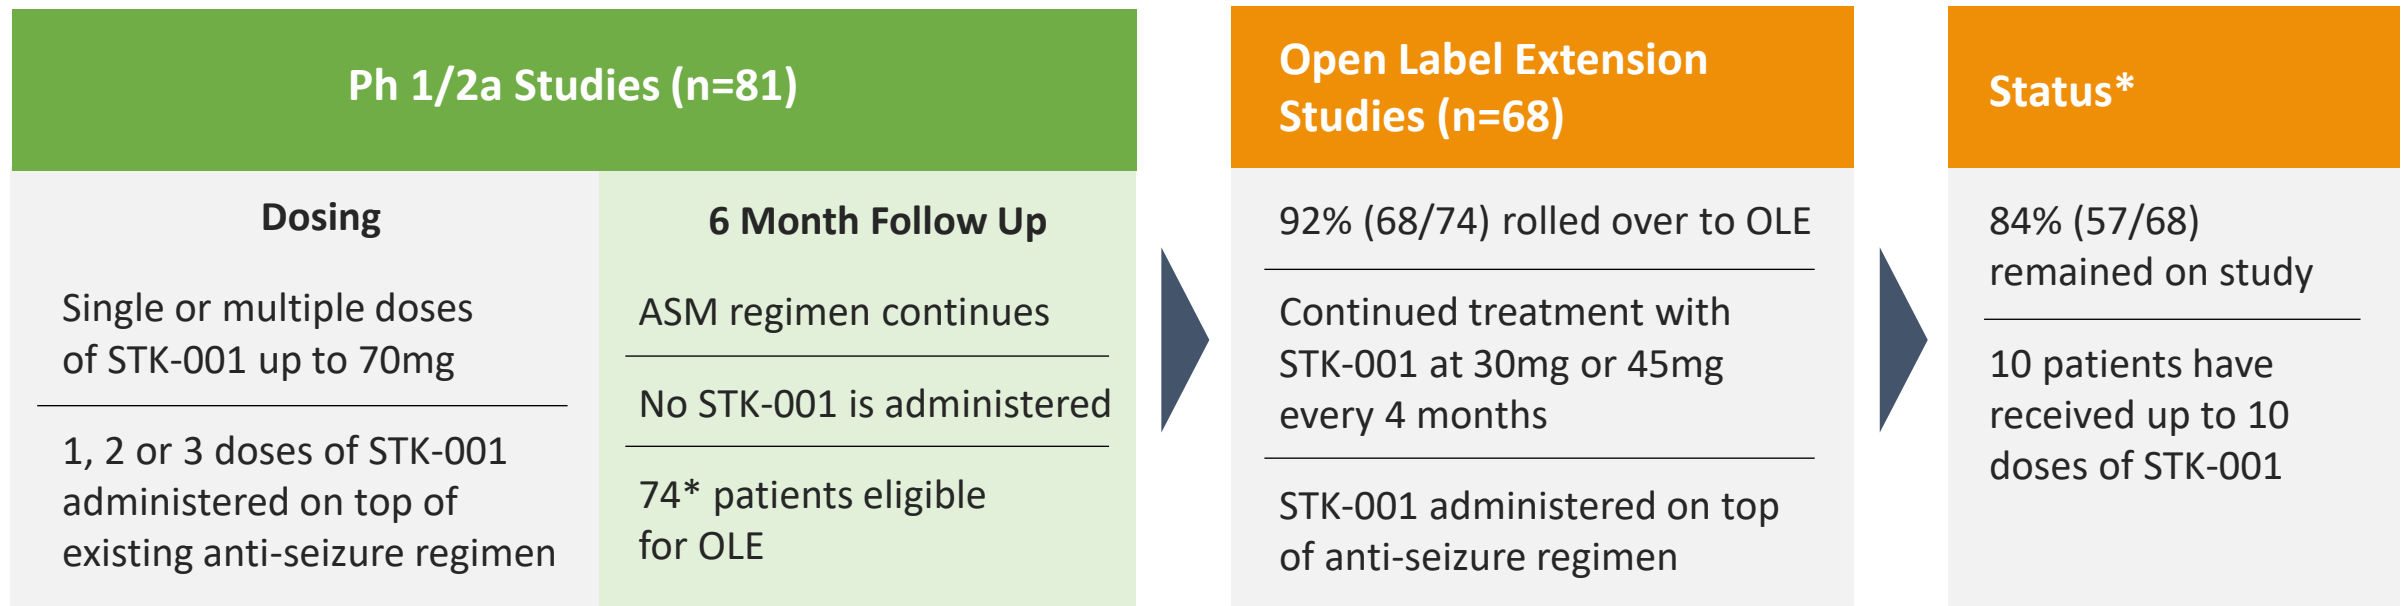 Ph 1/2a Studies (n=81)
Dosing
Single or multiple doses
of STK-001 up to 70mg
1, 2 or 3 doses of STK-001
administered on top of
existing anti-seizure regimen
6 Month Follow Up
ASM regimen continues
No STK-001 is administered
74* patients eligible
for OLE
Open Label Extension
Studies (n=68)
92% (68/74) rolled over to OLE
Continued treatment with
STK-001 at 30mg or 45mg
every 4 months
STK-001 administered on top
of anti-seizure regimen
Status*
84% (57/68)
remained on study
10 patients have
received up to 10
doses of STK-001